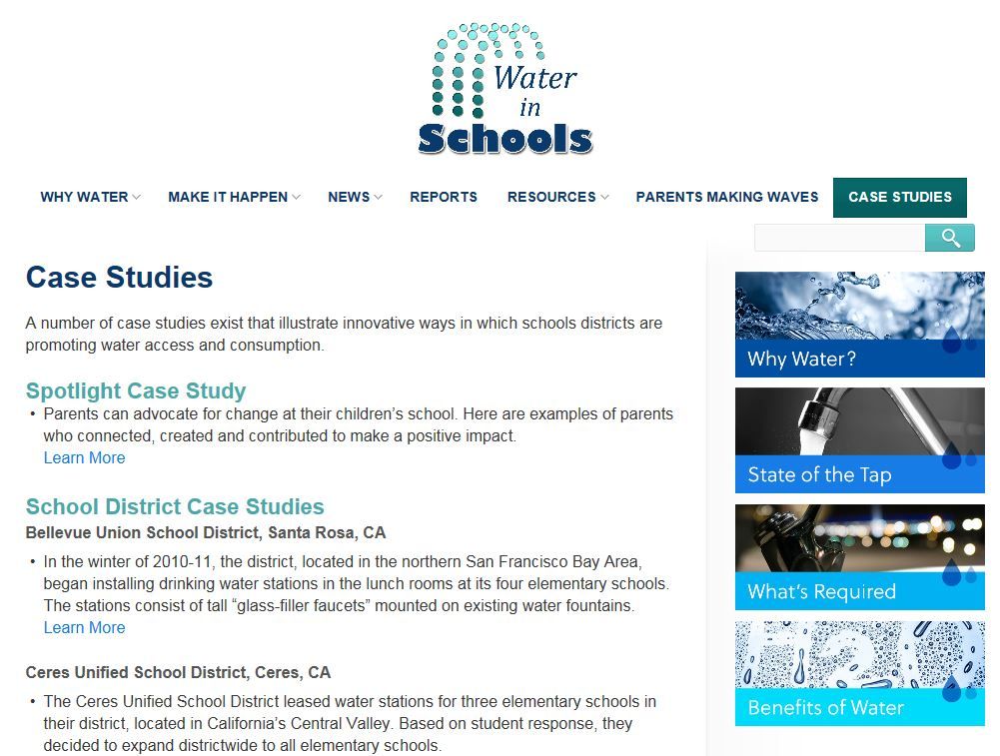 Water
in
Schools
WHY WATER
MAKE IT HAPPEN
NEWS
REPORTS
RESOURCES
PARENTS MAKING WAVES
CASE STUDIES
Case Studies
A number of case studies exist that illustrate innovative ways in which schools districts are
promoting water access and consumption.
Spotlight Case Study
• Parents can advocate for change at their children’s school. Here are examples of parents
who connected, created and contributed to make a positive impact.
Learn More
School District Case Studies
Bellevue Union School District, Santa Rosa, CA
• In the winter of 2010-11, the district, located in the northern San Francisco Bay Area,
began installing drinking water stations in the lunch rooms at its four elementary schools.
The stations consist of tall “glass-filler faucets” mounted on existing water fountains.
Learn More
Ceres Unified School District, Ceres, CA
• The Ceres Unified School District leased water stations for three elementary schools in
their district, located in California’s Central Valley. Based on student response, they
decided to expand districtwide to all elementary schools.
Why Water?
State of the Tap
What’s Required
H2O
Benefits of Water